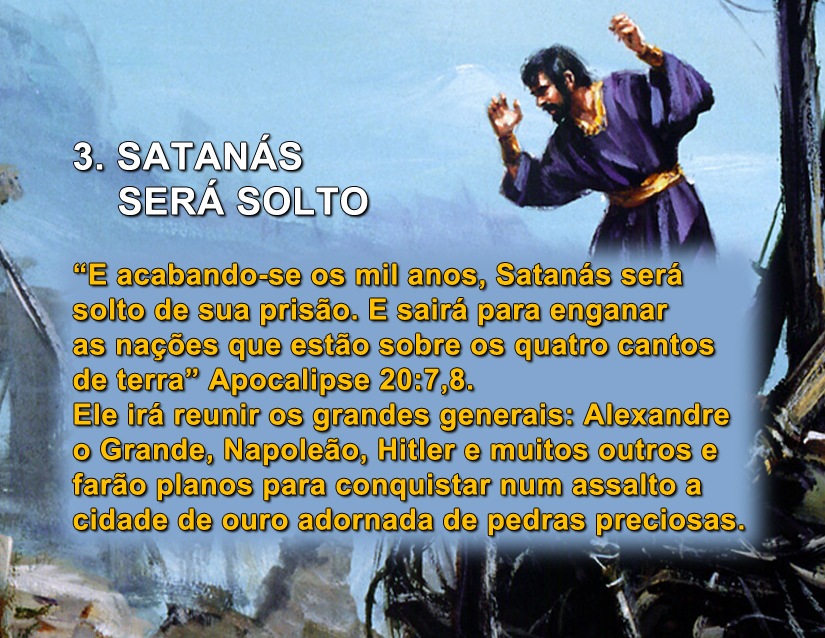 3. SATANÁS
SERÁ SOLTO
“E acabando-se os mil anos, Satanás será
solto de sua prisão. E sairá para enganar
as nações que estão sobre os quatro cantos
de terra” Apocalipse 20:7,8.
Ele irá reunir os grandes generais: Alexandre
o Grande, Napoleão, Hitler e muitos outros e
farão planos para conquistar num assalto a
cidade de ouro adornada de pedras preciosas.